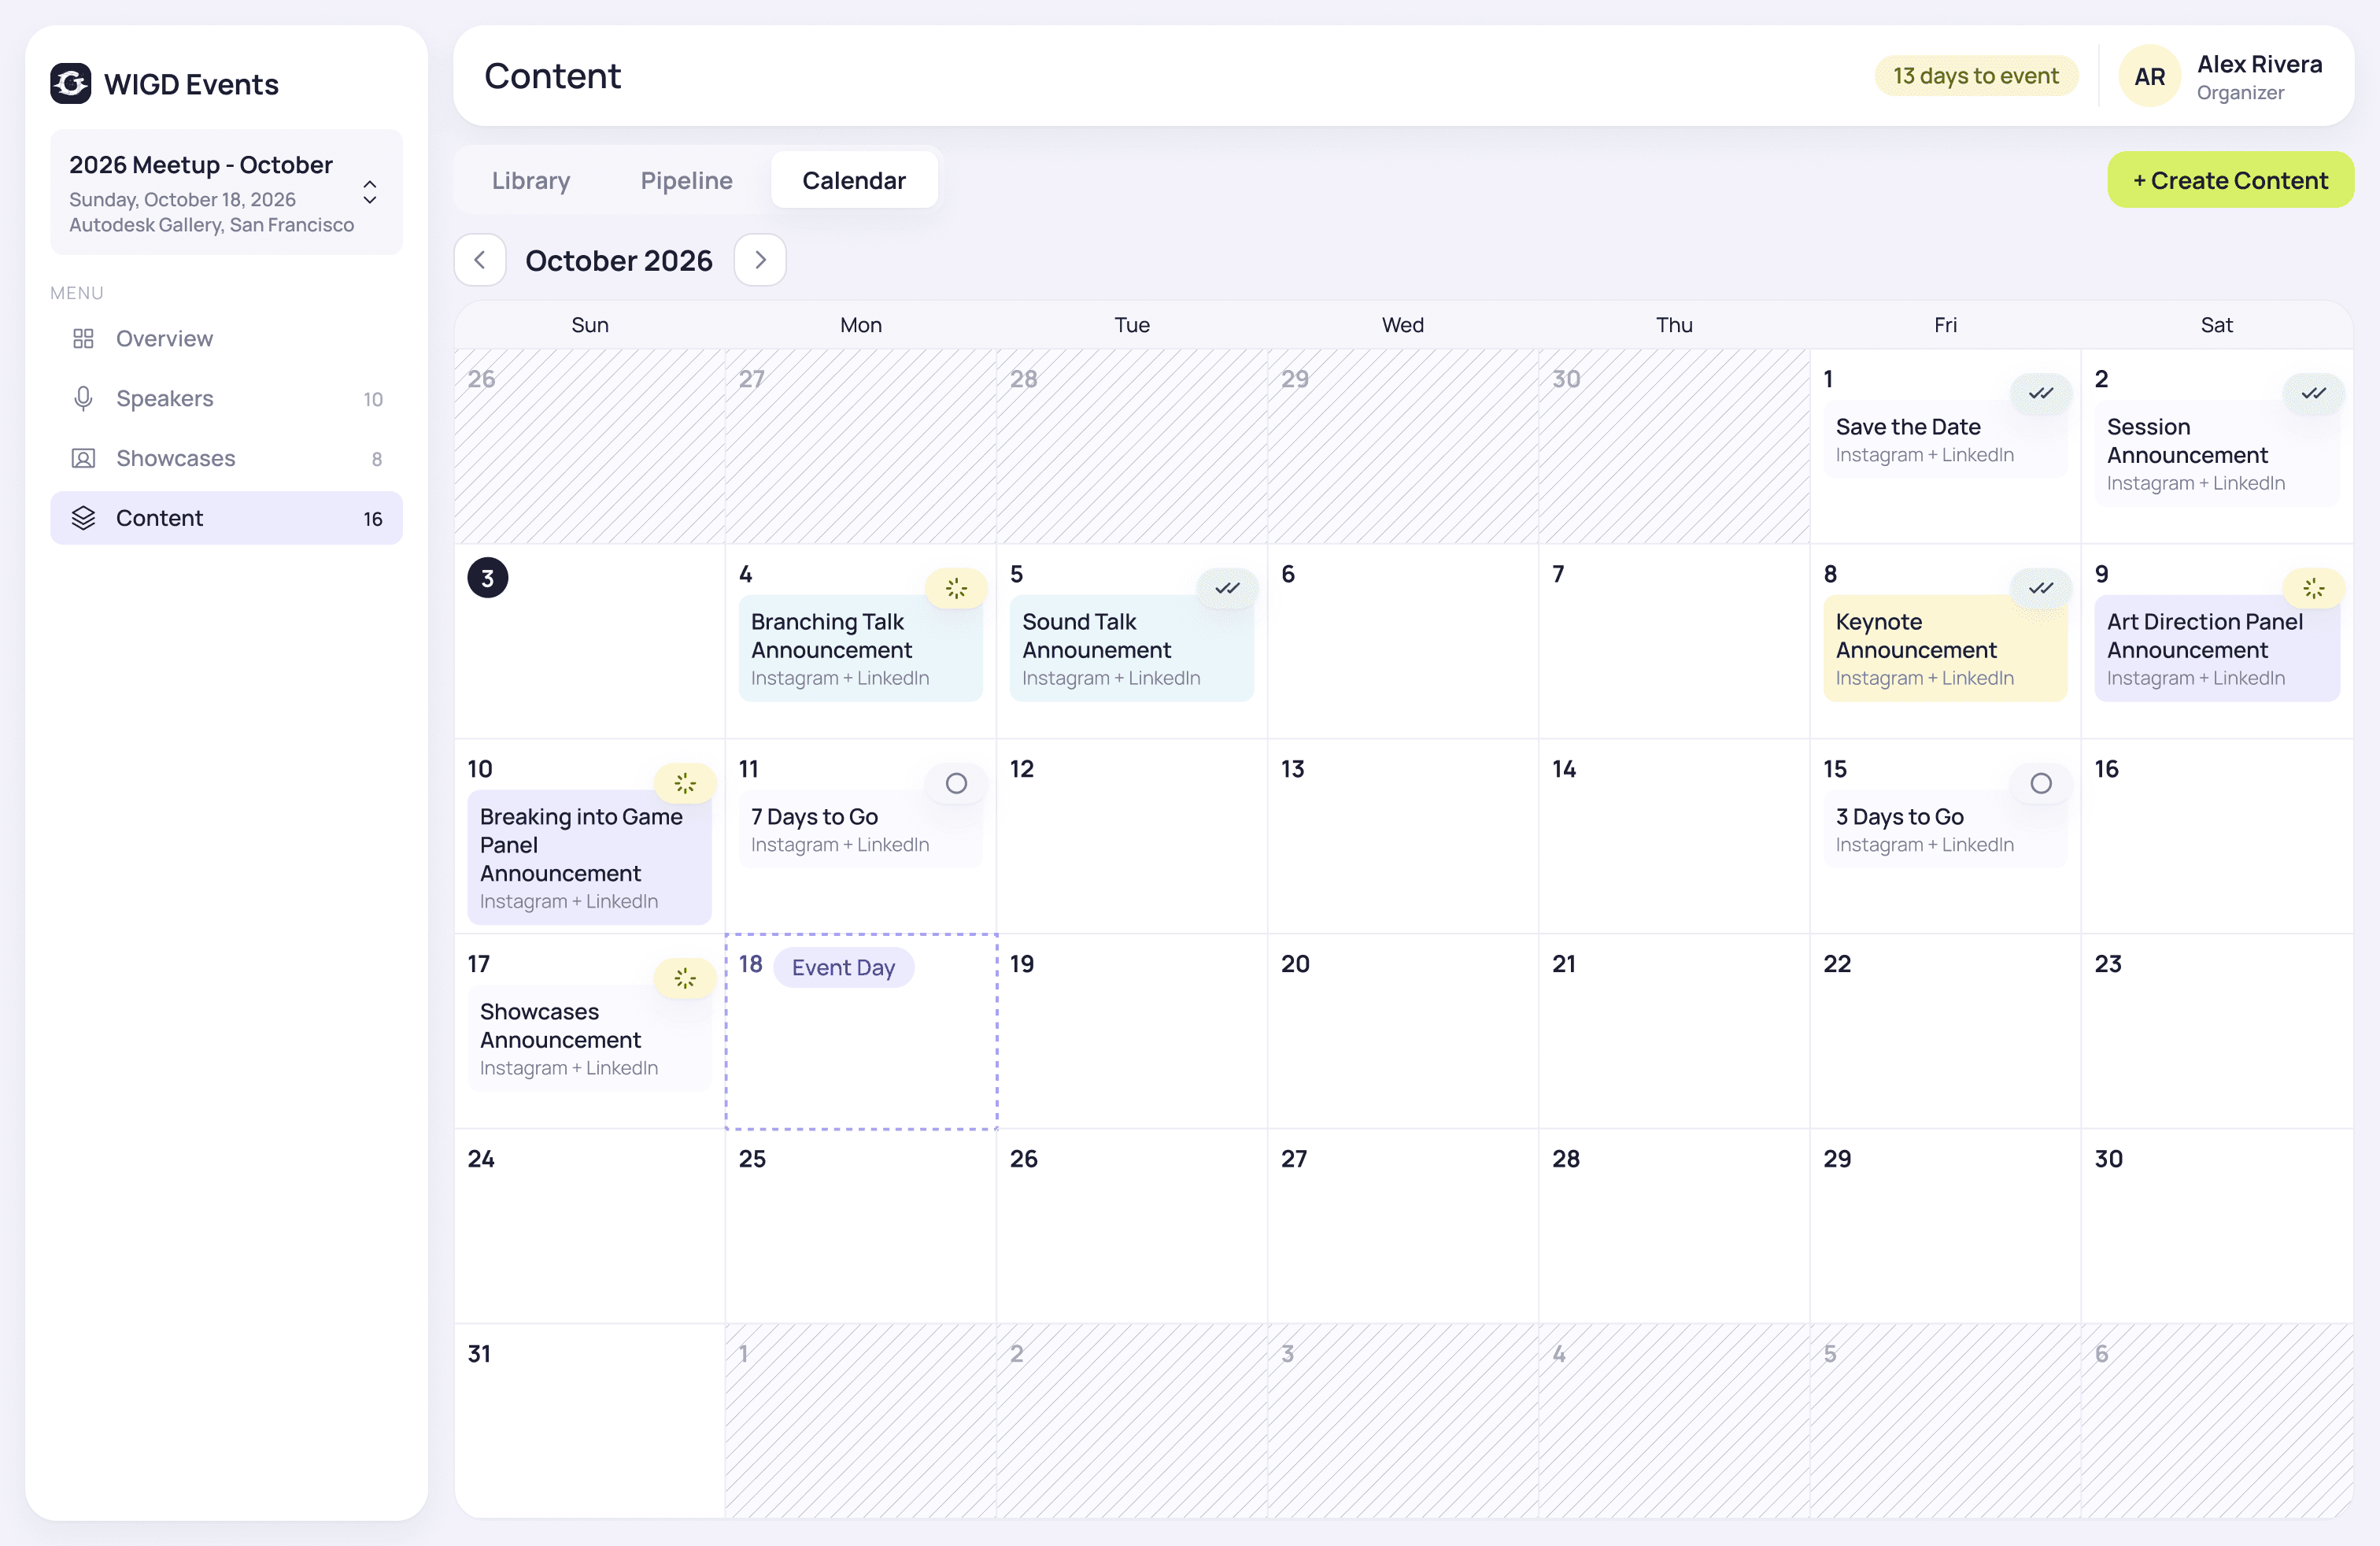 WIGD Events
2026 Meetup - October
Sunday, October 18, 2026
Autodesk Gallery, San Francisco
MENU
Overview
Speakers 10
Showcases 8
Content 16
Content
13 days to event
AR
Alex Rivera
Organizer
Library Pipeline Calendar
+ Create Content
October 2026
Sun Mon Tue Wed Thu Fri Sat
26 27 28 29 30 1 2
Save the Date
Instagram + LinkedIn
Session
Announcement
Instagram + LinkedIn
3 4 5 6 7 8 9
Branching Talk
Announcement
Instagram + LinkedIn
Sound Talk
Announement
Instagram + LinkedIn
Keynote
Announcement
Instagram + LinkedIn
Art Direction Panel
Announcement
Instagram + LinkedIn
10 11 12 13 14 15 16
Breaking into Game
Panel
Announcement
Instagram + LinkedIn
7 Days to Go
Instagram + LinkedIn
3 Days to Go
Instagram + LinkedIn
17 18 Event Day 19 20 21 22 23
Showcases
Announcement
Instagram + LinkedIn
24 25 26 27 28 29 30
31 1 2 3 4 5 6